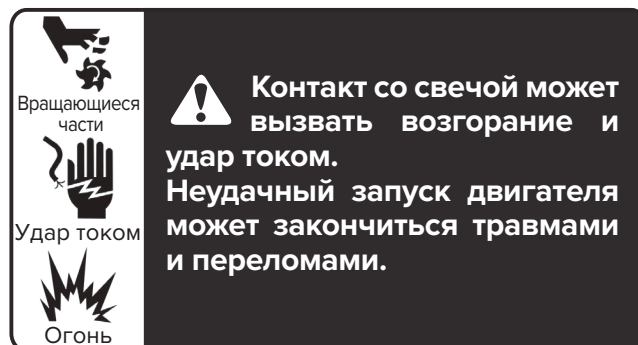 Вращающиеся
части
Удар током
Огонь
Контакт со свечой может
вызвать возгорание и
удар током.
Неудачный запуск двигателя
может закончиться травмами
и переломами.